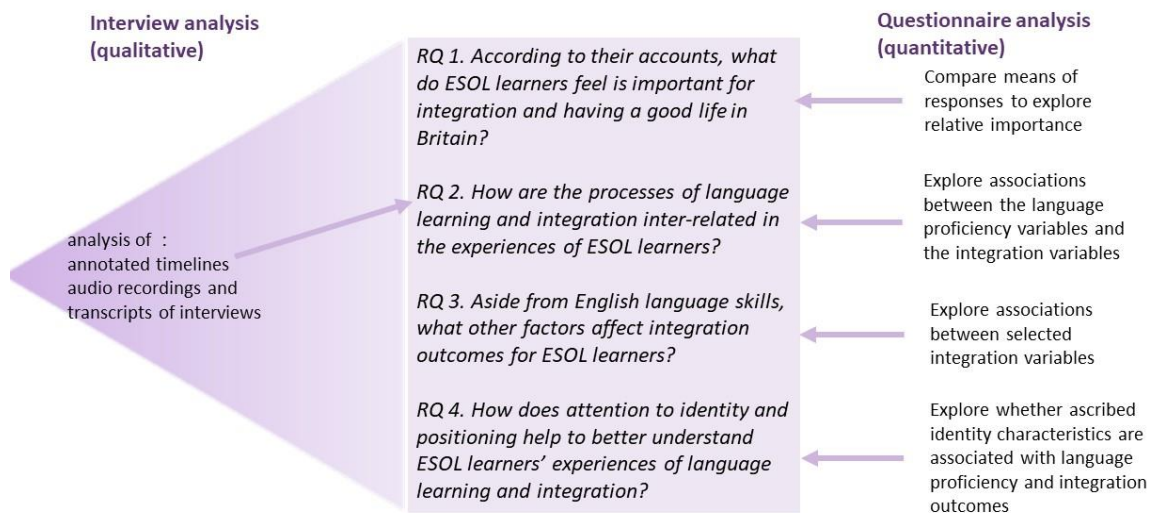 Interview analysis
(qualitative)
analysis of :
annotated timelines
audio recordings and
transcripts of interviews
RQ 1. According to their accounts, what
do ESOL learners feel is important for
integration and having a good life in
Britain?
RQ 2. How are the processes of language
learning and integration inter-related in
the experiences of ESOL learners?
RQ 3. Aside from English language skills,
what other factors affect integration
outcomes for ESOL learners?
RQ 4. How does attention to identity and
positioning help to better understand
ESOL learners’ experiences of language
learning and integration?
Questionnaire analysis
(quantitative)
Compare means of
responses to explore
relative importance
Explore associations
between the language
proficiency variables and
the integration variables
Explore associations
between selected
integration variables
Explore whether ascribed
identity characteristics are
associated with language
proficiency and integration
outcomes